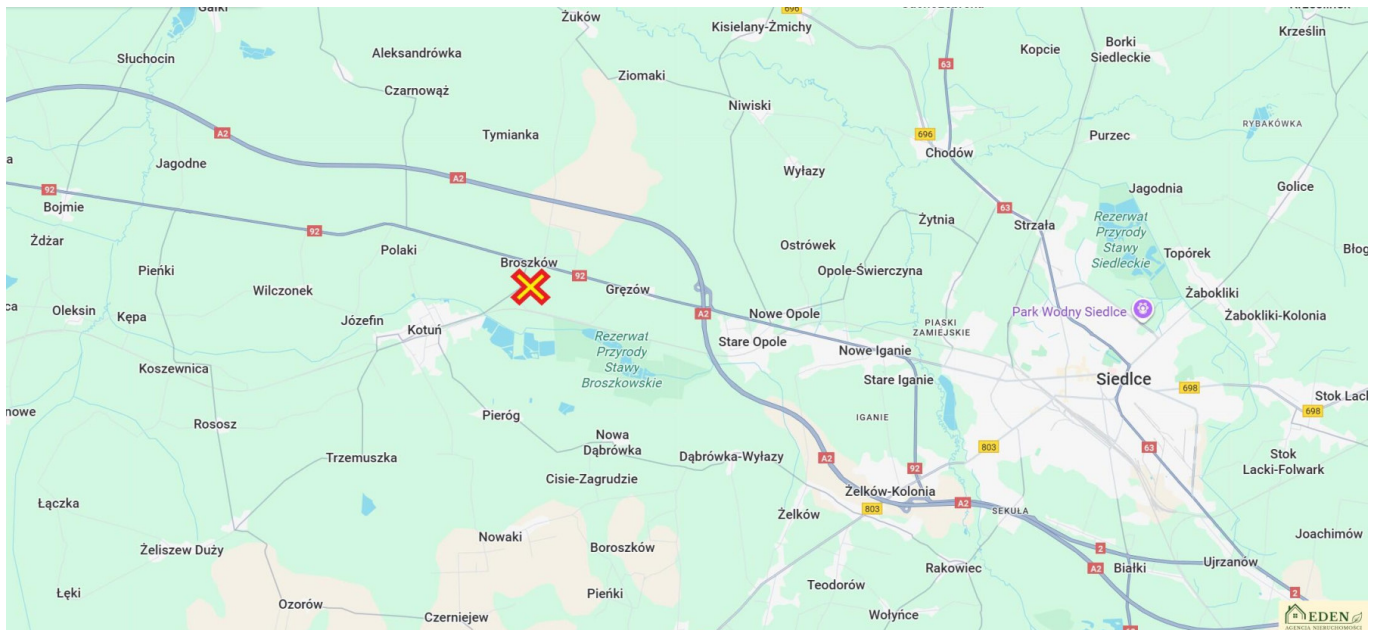 Żuków
696
Kisielany-Żmichy
Krześlin
Słuchocin
Aleksandrówka
Kopcie
Borki
Siedleckie
63
Ziomaki
Czarnowąż
Niwiski
RYBAKÓWKA
A2
Tymianka
696
Purzec
Chodów
Jagodne
Wyłazy
A2
92
Bojmie
Jagodnia
Golice
63
Żytnia
Strzała
Rezerwat
Przyrody
Stawy
Siedleckie
92
Żdżar
Polaki
Ostrówek
Topórek
Błog
Broszków
Pieńki
92
Opole-Świerczyna
Wilczonek
Gręzów
Żabokliki
Oleksin
Kępa
Józefin
Kotuń
A2
Nowe Opole
Park Wodny Siedlce
Żabokliki-Kolonia
PIASKI
ZAMIEJSKIE
Rezerwat
Przyrody
Stawy
Broszkowskie
Stare Opole
Nowe Iganie
Koszewnica
Stare Iganie
Siedlce
698
Stok Lacl
698
nowe
Rososz
Pieróg
IGANIE
Nowa
Dąbrówka
803
63
Trzemuszka
Dąbrówka-Wyłazy
A2
92
Stok
Lacki-Folwark
Cisie-Zagrudzie
Żelków-Kolonia
Łączka
803
A2
SEKUŁA
Żelków
Nowaki
Boroszków
Joachimów
Żeliszew Duży
2
A2
Białki
Ujrzanów
Rakowiec
Łęki
Pieńki
Teodorów
2
Ozorów
Czerniejew
Wołyńce
EDEN
AGENCJA NIERUCHOMOŚCI